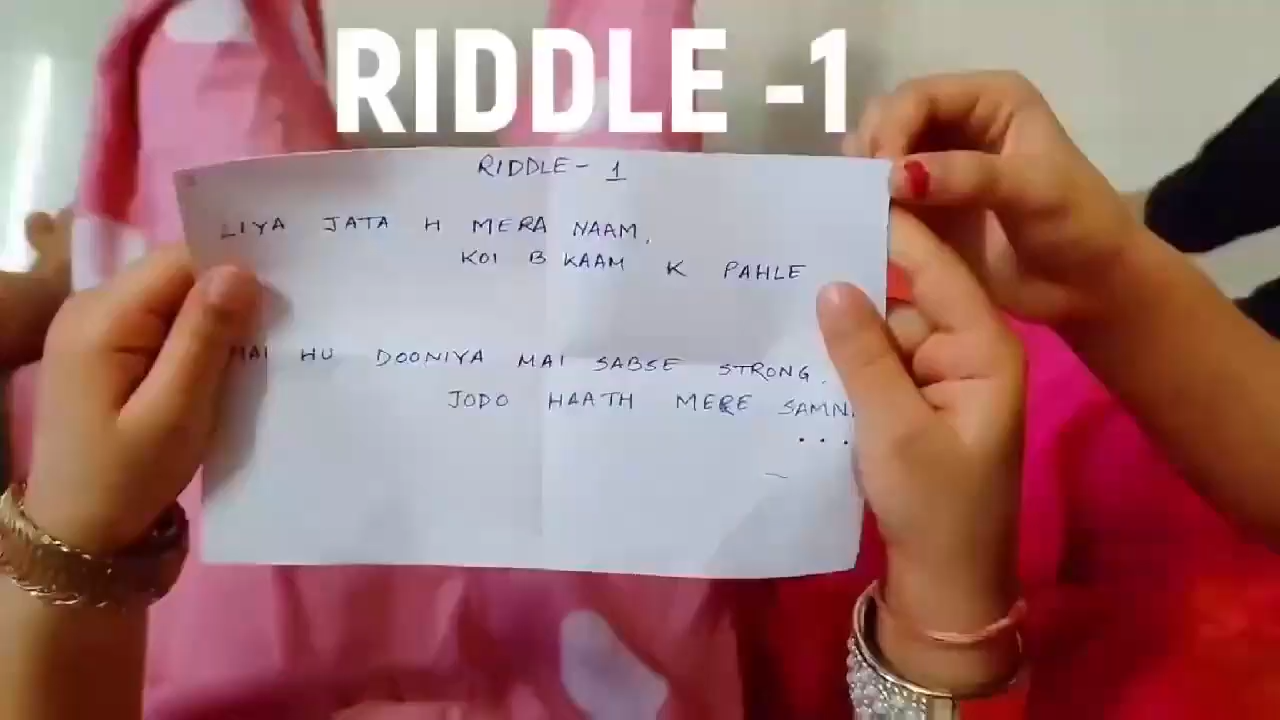 RIDDLE -1
RIDDLE - 1
LIYA JATA H MERA NAAM,
KOI B KAAM K PAHLE
MAI HU DOONIYA MAI SABSE STRONG,
JODO HAATH MERE SAMN.
...